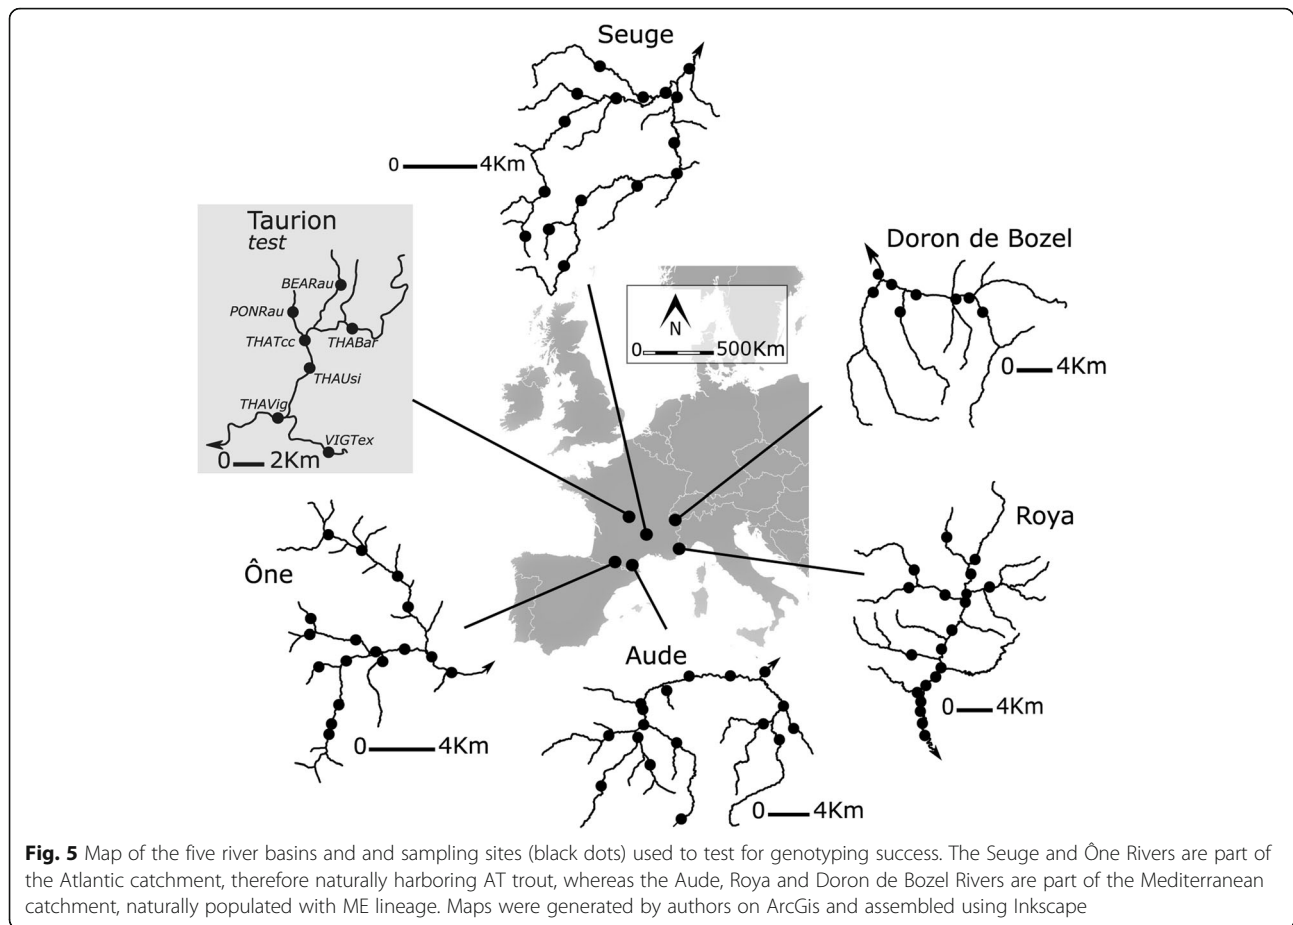 Seuge
0 4Km
Taurion
test
BEARau
PONRau
THATcc
THABar
THAUsi
THAVig
VIGTex
0 2Km
N
0 500Km
Doron de Bozel
0 4Km
Ône
0 4Km
Aude
0 4Km
Roya
0 4Km
Fig. 5 Map of the five river basins and and sampling sites (black dots) used to test for genotyping success. The Seuge and Ône Rivers are part of
the Atlantic catchment, therefore naturally harboring AT trout, whereas the Aude, Roya and Doron de Bozel Rivers are part of the Mediterranean
catchment, naturally populated with ME lineage. Maps were generated by authors on ArcGis and assembled using Inkscape